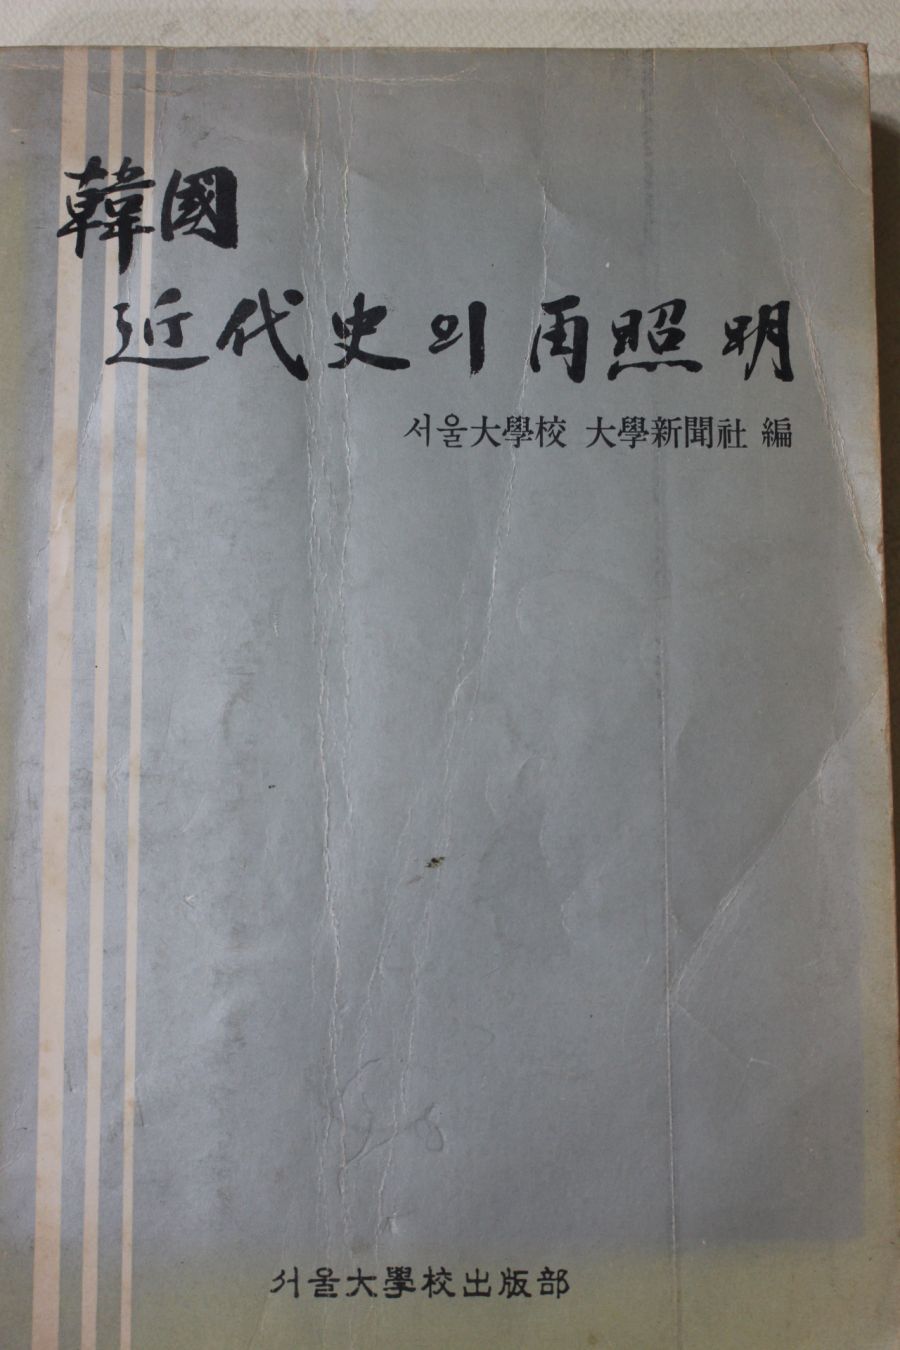 韓國
近代史의 再照明
서울大學校 大學新聞社 編
서울大學校出版部